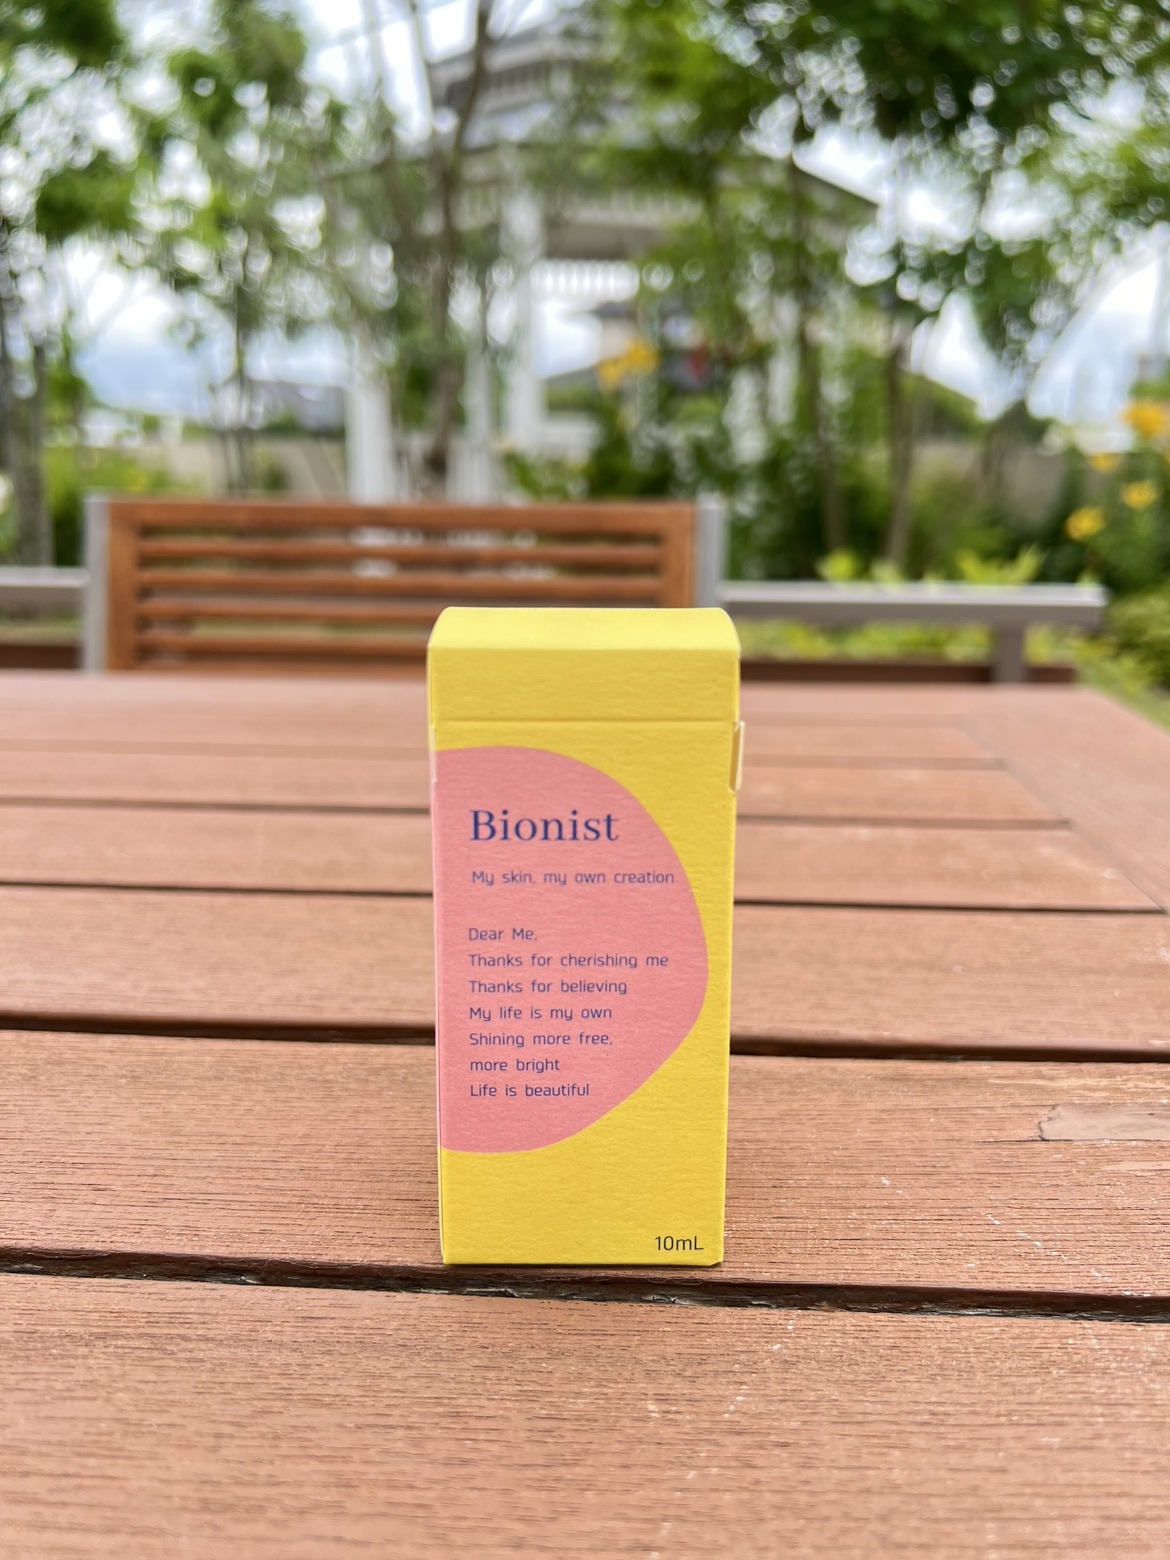 Bionist
My skin, my own creation
Dear Me,
Thanks for cherishing me
Thanks for believing
My life is my own
Shining more free,
more bright
Life is beautiful
10mL